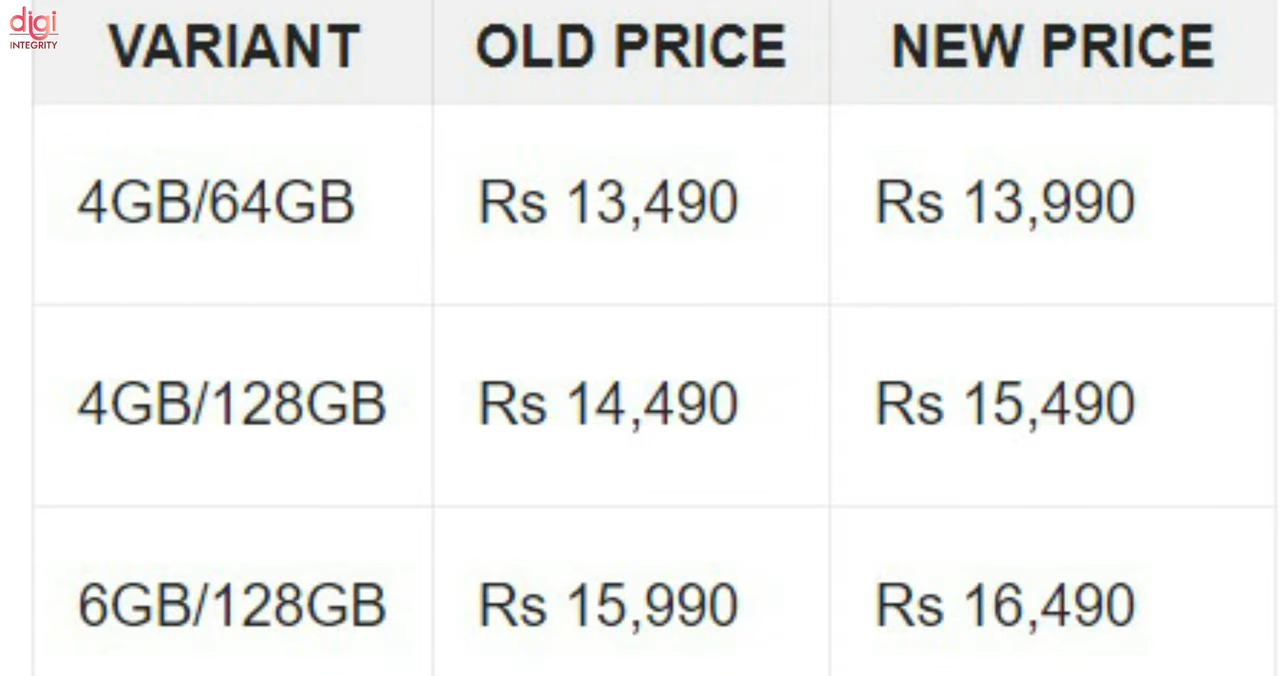 digi
INTEGRITY
VARIANT OLD PRICE NEW PRICE
4GB/64GB Rs 13,490 Rs 13,990
4GB/128GB Rs 14,490 Rs 15,490
6GB/128GB Rs 15,990 Rs 16,490